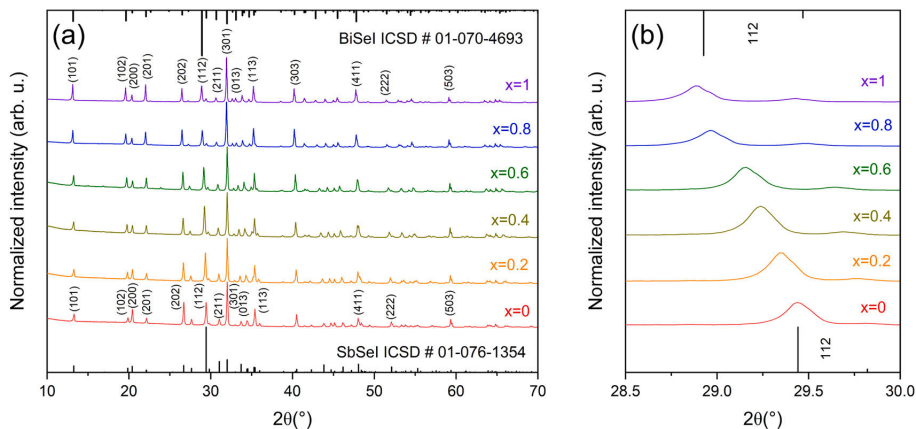 (a)
BiSeI ICSD # 01-070-4693
(101)
(102)
(200)
(201)
(202)
(112)
(211)
(301)
(013)
(113)
(303)
(411)
(222)
(503)
x=1
x=0.8
x=0.6
x=0.4
x=0.2
(101)
(102)
(200)
(201)
(202)
(112)
(211)
(301)
(013)
(113)
(411)
(222)
(503)
x=0
SbSeI ICSD # 01-076-1354
10 20 30 40 50 60 70
2θ(°)
Normalized intensity (arb. u.)
(b)
112
x=1
x=0.8
x=0.6
x=0.4
x=0.2
x=0
112
28.5 29.0 29.5 30.0
2θ(°)
Normalized intensity (arb. u.)